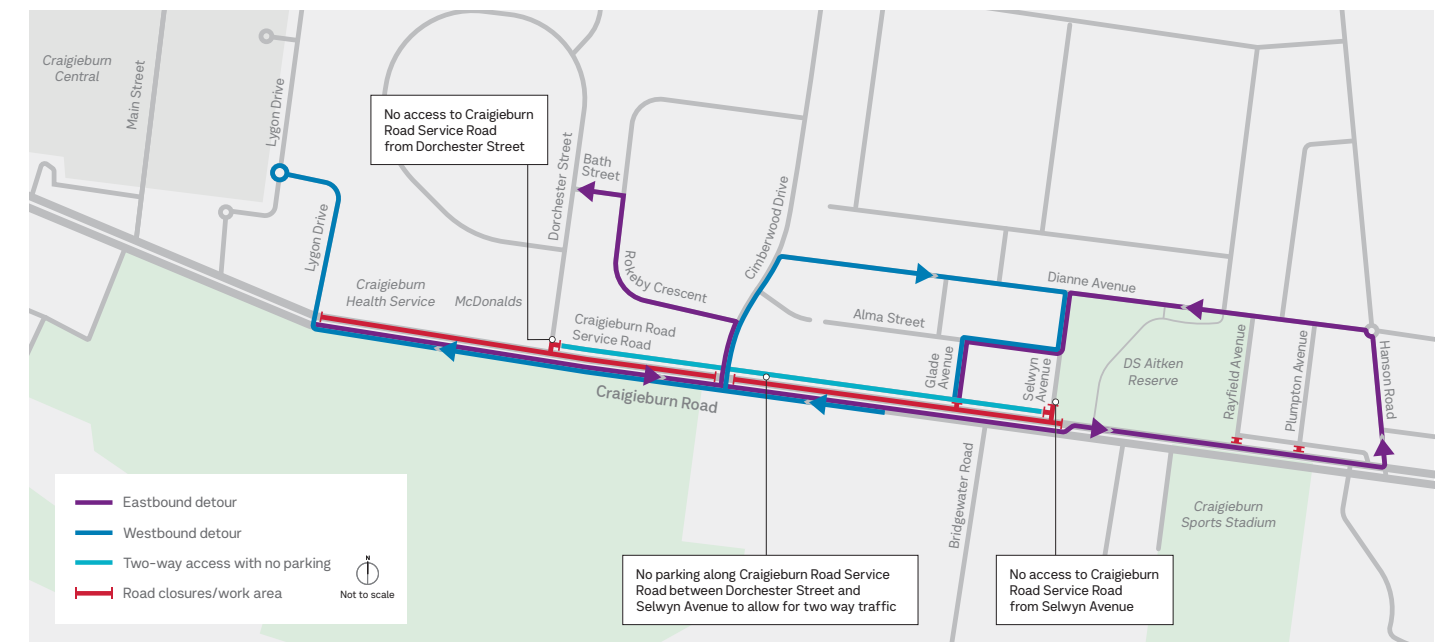 Craigieburn
Central
Main Street
Lygon Drive
Lygon Drive
No access to Craigieburn
Road Service Road
from Dorchester Street
Dorchester Street
Bath
Street
Rokeby Crescent
Cimberwood Drive
Craigieburn
Health Service
McDonalds
Craigieburn Road
Service Road
Craigieburn Road
Alma Street
Dianne Avenue
Glade
Avenue
Selwyn
Avenue
DS Aitken
Reserve
Rayfield Avenue
Plumpton Avenue
Hanson Road
Bridgewater Road
Craigieburn
Sports Stadium
Eastbound detour
Westbound detour
Two-way access with no parking
Road closures/work area
N
Not to scale
No parking along Craigieburn Road Service
Road between Dorchester Street and
Selwyn Avenue to allow for two way traffic
No access to Craigieburn
Road Service Road
from Selwyn Avenue